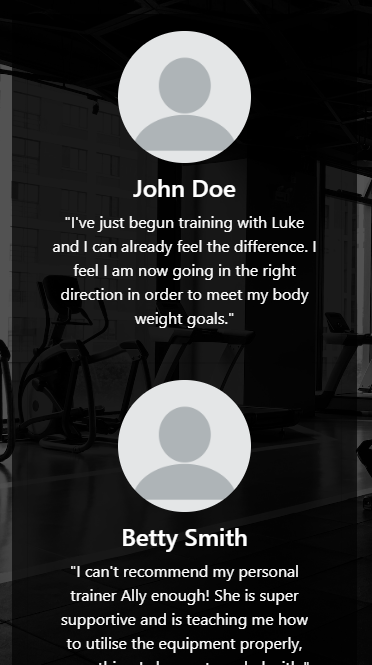 John Doe
"I've just begun training with Luke
and I can already feel the difference. I
feel I am now going in the right
direction in order to meet my body
weight goals."
Betty Smith
"I can't recommend my personal
trainer Ally enough! She is super
supportive and is teaching me how
to utilise the equipment properly,